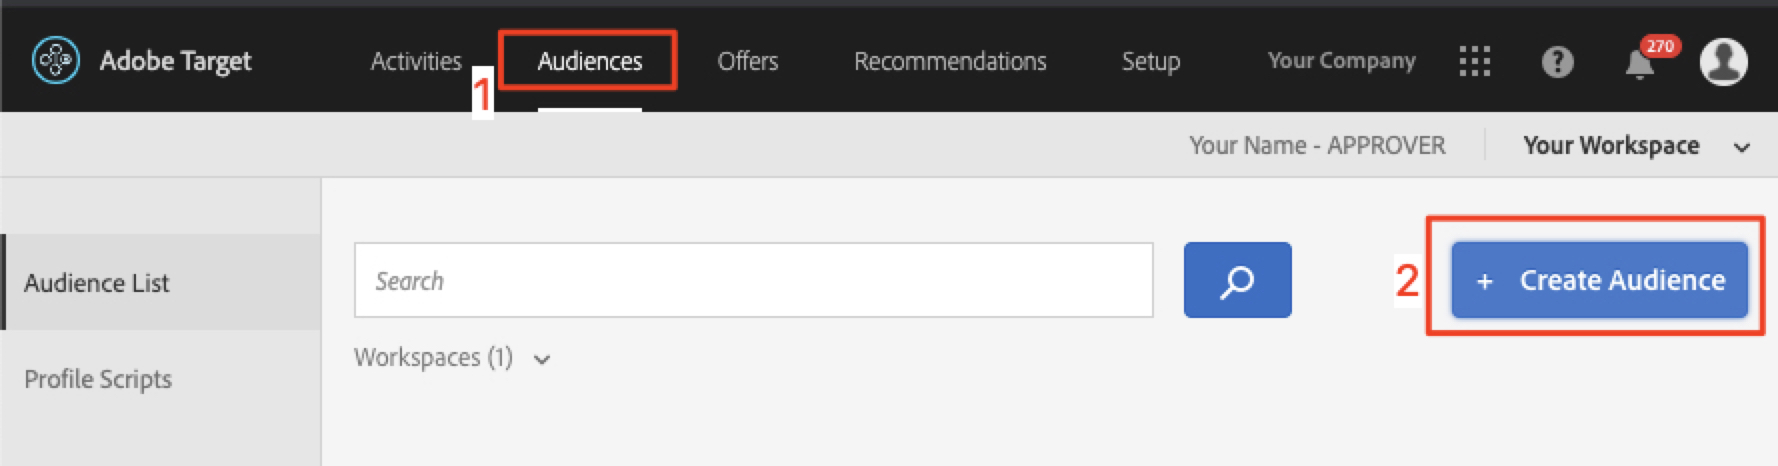 Adobe Target Activities Audiences Offers Recommendations Setup Your Company ? 270
1
Your Name - APPROVER Your Workspace
Audience List
Search
2 + Create Audience
Workspaces (1)
Profile Scripts